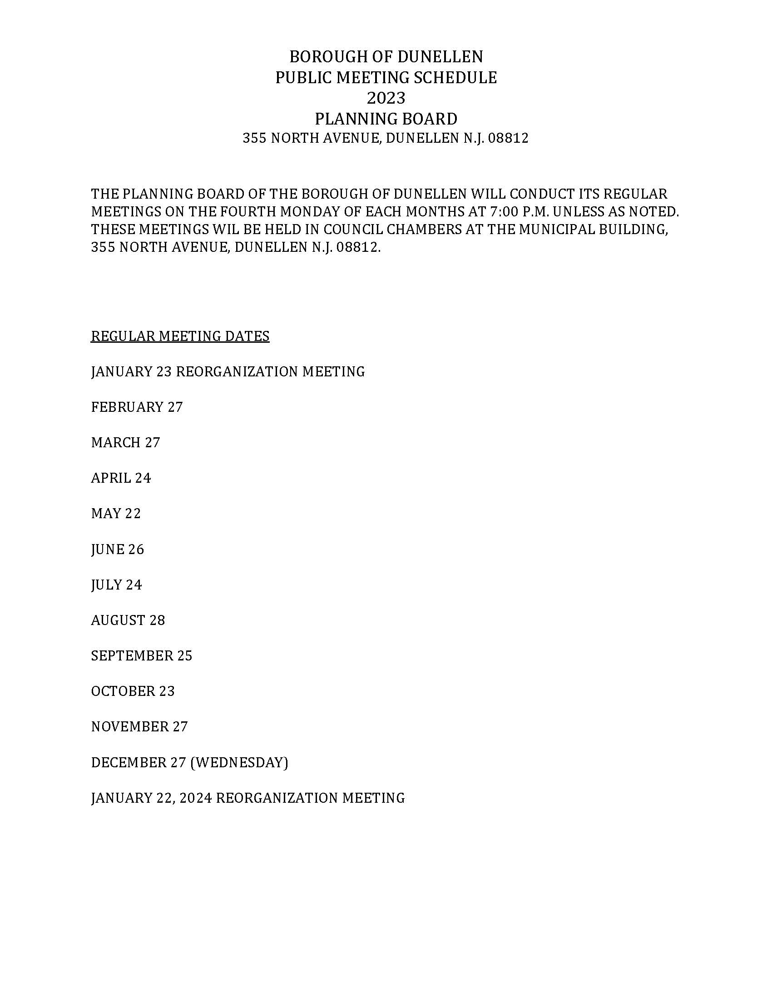 BOROUGH OF DUNELLEN
PUBLIC MEETING SCHEDULE
2023
PLANNING BOARD
355 NORTH AVENUE, DUNELLEN N.J. 08812
THE PLANNING BOARD OF THE BOROUGH OF DUNELLEN WILL CONDUCT ITS REGULAR
MEETINGS ON THE FOURTH MONDAY OF EACH MONTHS AT 7:00 P.M. UNLESS AS NOTED.
THESE MEETINGS WIL BE HELD IN COUNCIL CHAMBERS AT THE MUNICIPAL BUILDING,
355 NORTH AVENUE, DUNELLEN N.J. 08812.
REGULAR MEETING DATES
JANUARY 23 REORGANIZATION MEETING
FEBRUARY 27
MARCH 27
APRIL 24
MAY 22
JUNE 26
JULY 24
AUGUST 28
SEPTEMBER 25
OCTOBER 23
NOVEMBER 27
DECEMBER 27 (WEDNESDAY)
JANUARY 22, 2024 REORGANIZATION MEETING